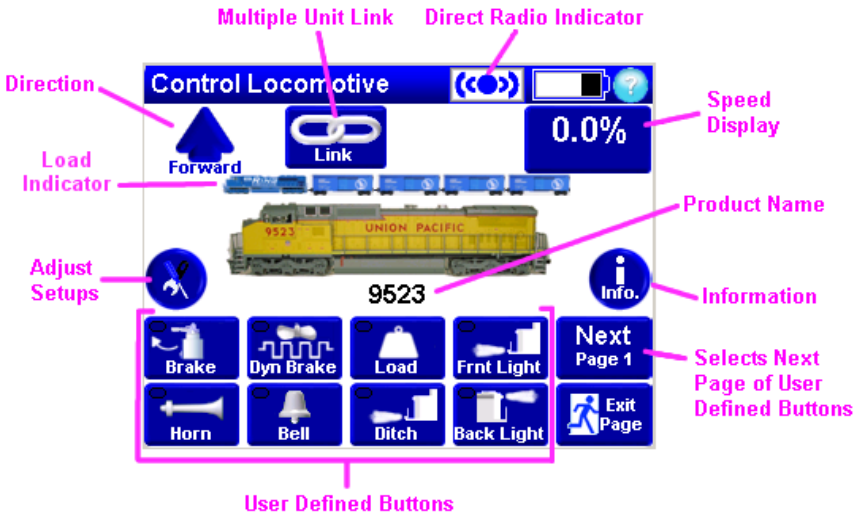 Multiple Unit Link
Direct Radio Indicator
Direction
Control Locomotive
?
Speed
Display
Forward
Link
0.0%
Load
Indicator
9523
UNION PACIFIC
Product Name
Adjust
Setups
9523
i
Info.
Information
Brake
Dyn Brake
Load
Frnt Light
Next
Page 1
Selects Next
Page of User
Defined Buttons
Horn
Bell
Ditch
Back Light
Exit
Page
User Defined Buttons